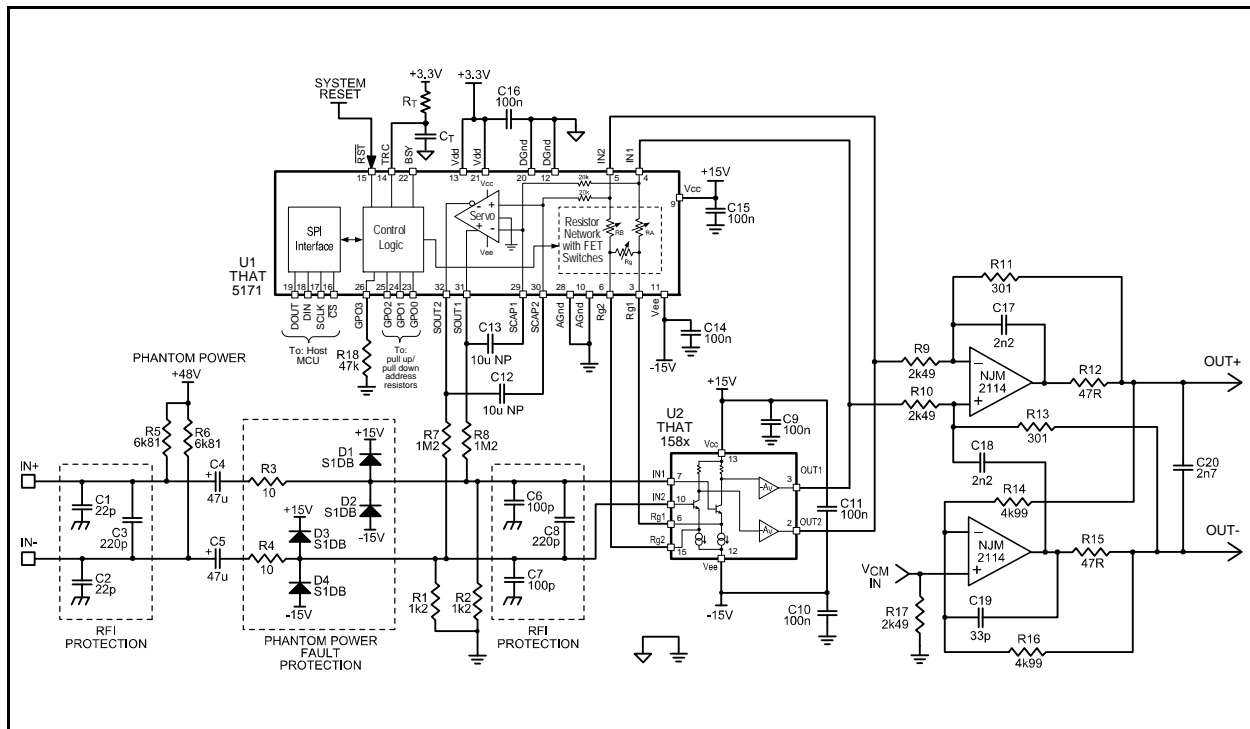 SYSTEM
RESET
+3.3V
RT
CT
+3.3V
C16
100n
RST
TRC
BSY
Vdd
Vdd
DGnd
DGnd
IN2
IN1
15
14
22
13
21
20
12
5
4
+15V
Vcc
9
C15
100n
20k
20k
Vcc
Servo
Vee
SPI
Interface
Control
Logic
Resistor
Network
with FET
Switches
RB
RA
Rg
U1
THAT
5171
19
18
17
16
26
25
24
23
32
31
29
30
28
10
6
3
11
DOUT
DIN
SCLK
CS
GPO3
GPO2
GPO1
GPO0
SOUT2
SOUT1
SCAP1
SCAP2
AGnd
AGnd
Rg2
Rg1
Vee
To: Host
MCU
R18
47k
To:
pull up/
pull down
address
resistors
C13
10u NP
C12
10u NP
C14
100n
-15V
PHANTOM POWER
+48V
R5
6k81
R6
6k81
R7
1M2
R8
1M2
IN+
IN-
C1
22p
C3
220p
C2
22p
RFI
PROTECTION
C4
+
47u
C5
+
47u
R3
10
R4
10
+15V
D1
S1DB
D2
S1DB
-15V
+15V
D3
S1DB
D4
S1DB
-15V
PHANTOM POWER
FAULT
PROTECTION
R1
1k2
R2
1k2
C6
100p
C8
220p
C7
100p
RFI
PROTECTION
+15V
U2
THAT
158x
C9
100n
Vcc
13
IN1
7
IN2
10
Rg1
6
Rg2
15
OUT1
3
OUT2
2
-Av
-Av
12
Vee
-15V
C11
100n
C10
100n
R11
301
C17
2n2
R9
2k49
R10
2k49
NJM
2114
R12
47R
OUT+
R13
301
C18
2n2
C20
2n7
R14
4k99
NJM
2114
R15
47R
OUT-
VCM
IN
R17
2k49
C19
33p
R16
4k99